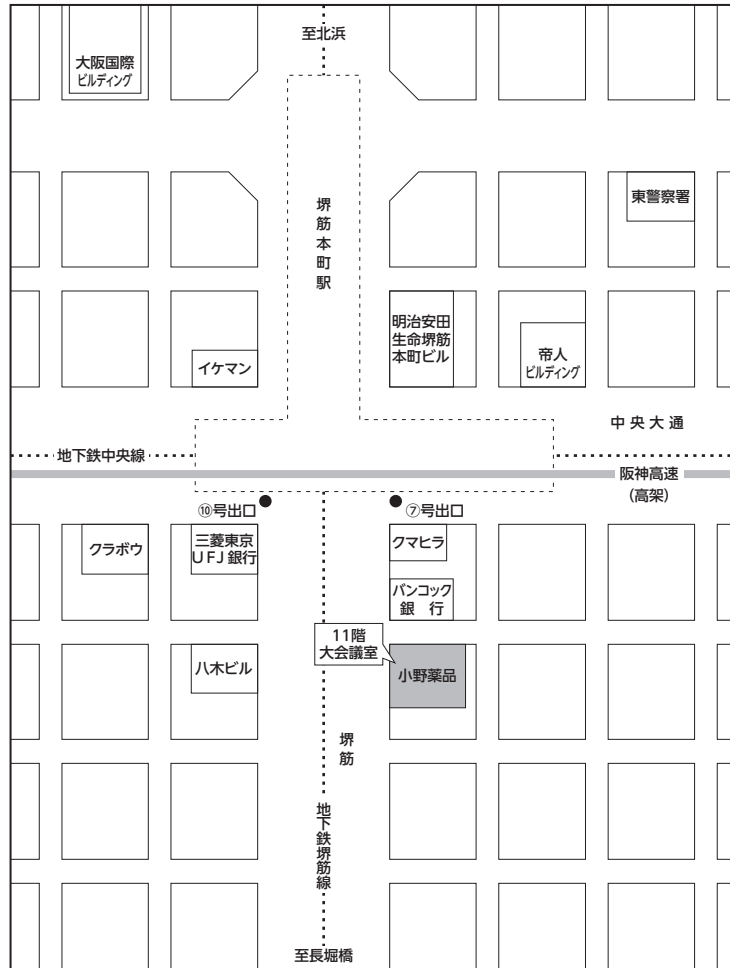 至北浜
大阪国際
ビルディング
東警察署
堺筋本町駅
明治安田
生命堺筋
本町ビル
帝人
ビルディング
イケマン
中央大通
地下鉄中央線
阪神高速
(高架)
⑩号出口
⑦号出口
クラボウ
三菱東京
UFJ銀行
クマヒラ
バンコック
銀 行
11階
大会議室
八木ビル
小野薬品
堺筋
地下鉄堺筋線
至長堀橋